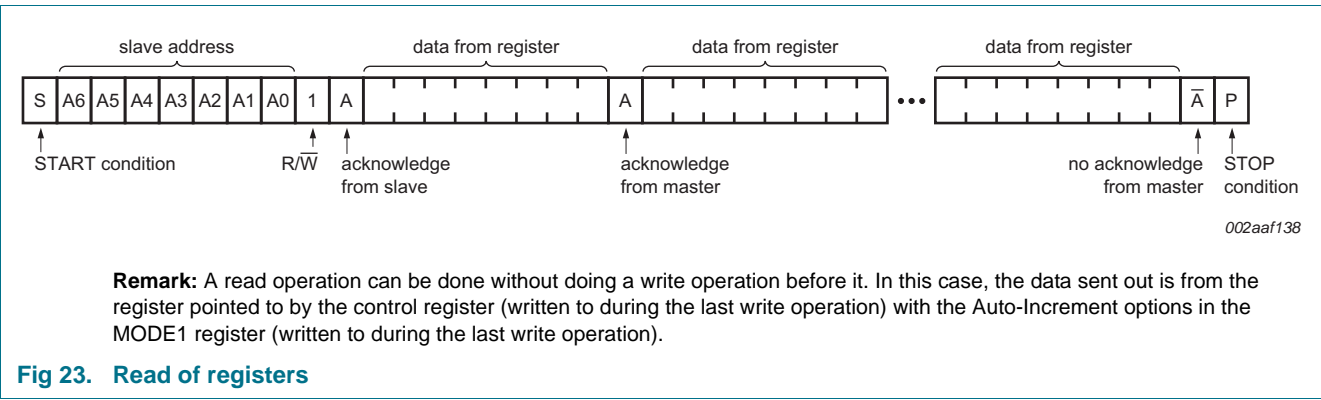 slave address data from register data from register data from register
S A6 A5 A4 A3 A2 A1 A0 1 A A ••• A̅ P
START condition R/W̅ acknowledge acknowledge no acknowledge STOP
from slave from master from master condition
002aaf138
Remark: A read operation can be done without doing a write operation before it. In this case, the data sent out is from the
register pointed to by the control register (written to during the last write operation) with the Auto-Increment options in the
MODE1 register (written to during the last write operation).
Fig 23. Read of registers